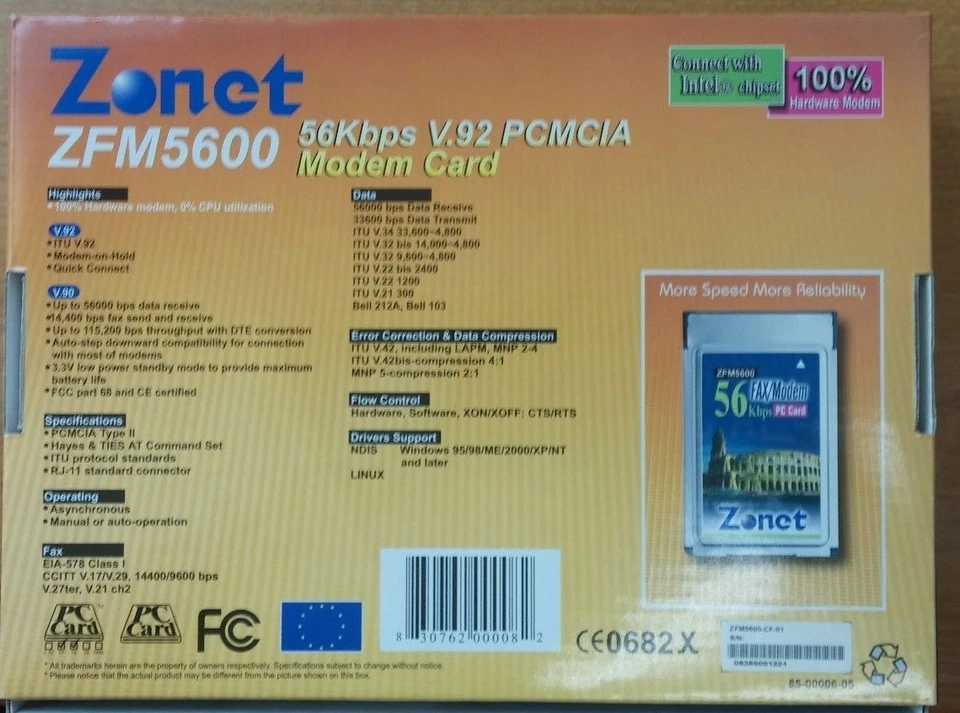 Zonet
ZFM5600 56Kbps V.92 PCMCIA
Modem Card
Connect with
Intel® chipset
100%
Hardware Modem
Highlights
• 100% Hardware modem, 0% CPU utilization
V.92
• ITU V.92
• Modem-on-Hold
• Quick Connect
V.90
• Up to 56000 bps data receive
• 14,400 bps fax send and receive
• Up to 115,200 bps throughput with DTE conversion
• Auto-step downward compatibility for connection
with most of modems
• 3.3V low power standby mode to provide maximum
battery life
• FCC part 68 and CE certified
Specifications
• PCMCIA Type II
• Hayes & TIES AT Command Set
• ITU protocol standards
• RJ-11 standard connector
Operating
• Asynchronous
• Manual or auto-operation
Fax
EIA-578 Class I
CCITT V.17/V.29, 14400/9600 bps
V.27ter, V.21 ch2
Data
56000 bps Data Receive
33600 bps Data Transmit
ITU V.34 33,600~4,800
ITU V.32 bis 14,000~4,800
ITU V.32 9,600~4,800
ITU V.22 bis 2400
ITU V.22 1200
ITU V.21 300
Bell 212A, Bell 103
Error Correction & Data Compression
ITU V.42, including LAPM, MNP 2-4
ITU V.42bis-compression 4:1
MNP 5-compression 2:1
Flow Control
Hardware, Software, XON/XOFF; CTS/RTS
Drivers Support
NDIS Windows 95/98/ME/2000/XP/NT
and later
LINUX
More Speed More Reliability
ZFM5600
56 Kbps FAX/Modem
PC Card
Zonet
PC Card
PC Card
FC
8 30762 00008 2
CE0682 X
ZFM5600-CF-01
S/N:
08386001221
85-00006-05
* All trademarks herein are the property of owners respectively. Specifications subject to change without notice.
* Please notice that the actual product may be different from the picture shown on this box.